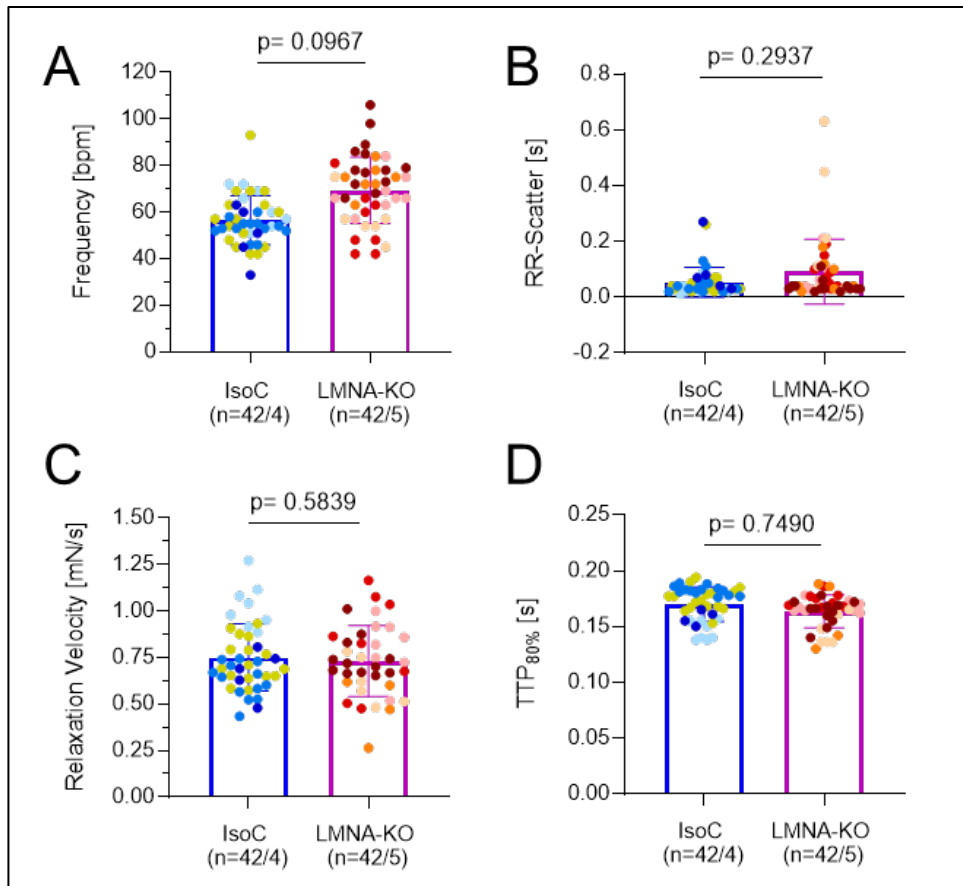 A
p= 0.0967
Frequency [bpm]
120
100
80
60
40
20
0
IsoC
(n=42/4)
LMNA-KO
(n=42/5)
B
p= 0.2937
RR-Scatter [s]
0.8
0.6
0.4
0.2
0.0
-0.2
IsoC
(n=42/4)
LMNA-KO
(n=42/5)
C
p= 0.5839
Relaxation Velocity [mN/s]
1.50
1.25
1.00
0.75
0.50
0.25
0.00
IsoC
(n=42/4)
LMNA-KO
(n=42/5)
D
p= 0.7490
TTP80% [s]
0.25
0.20
0.15
0.10
0.05
0.00
IsoC
(n=42/4)
LMNA-KO
(n=42/5)